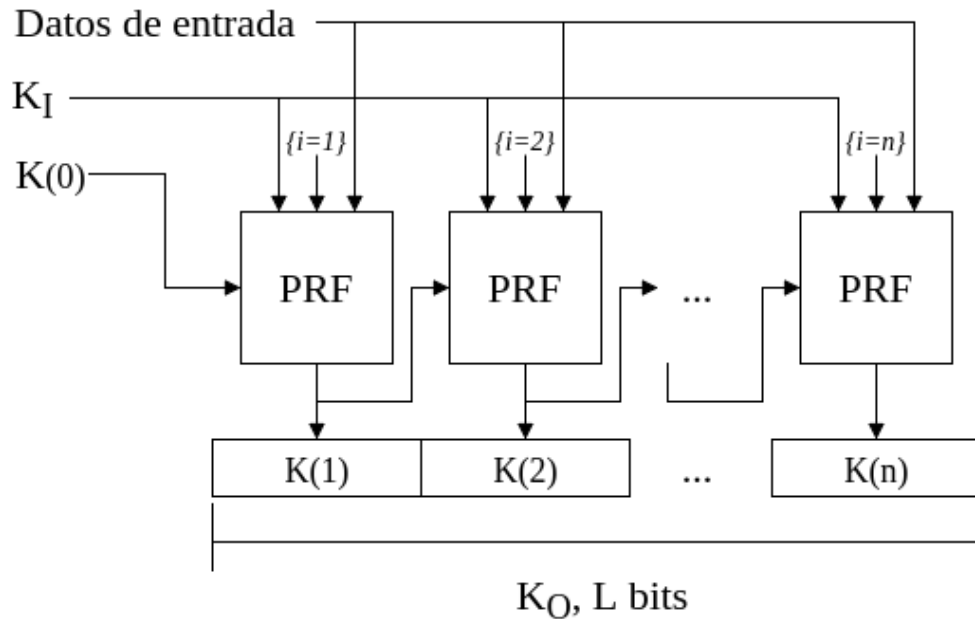 Datos de entrada
K_I
{i=1} {i=2} {i=n}
K(0)
PRF PRF ... PRF
K(1) K(2) ... K(n)
K_O, L bits